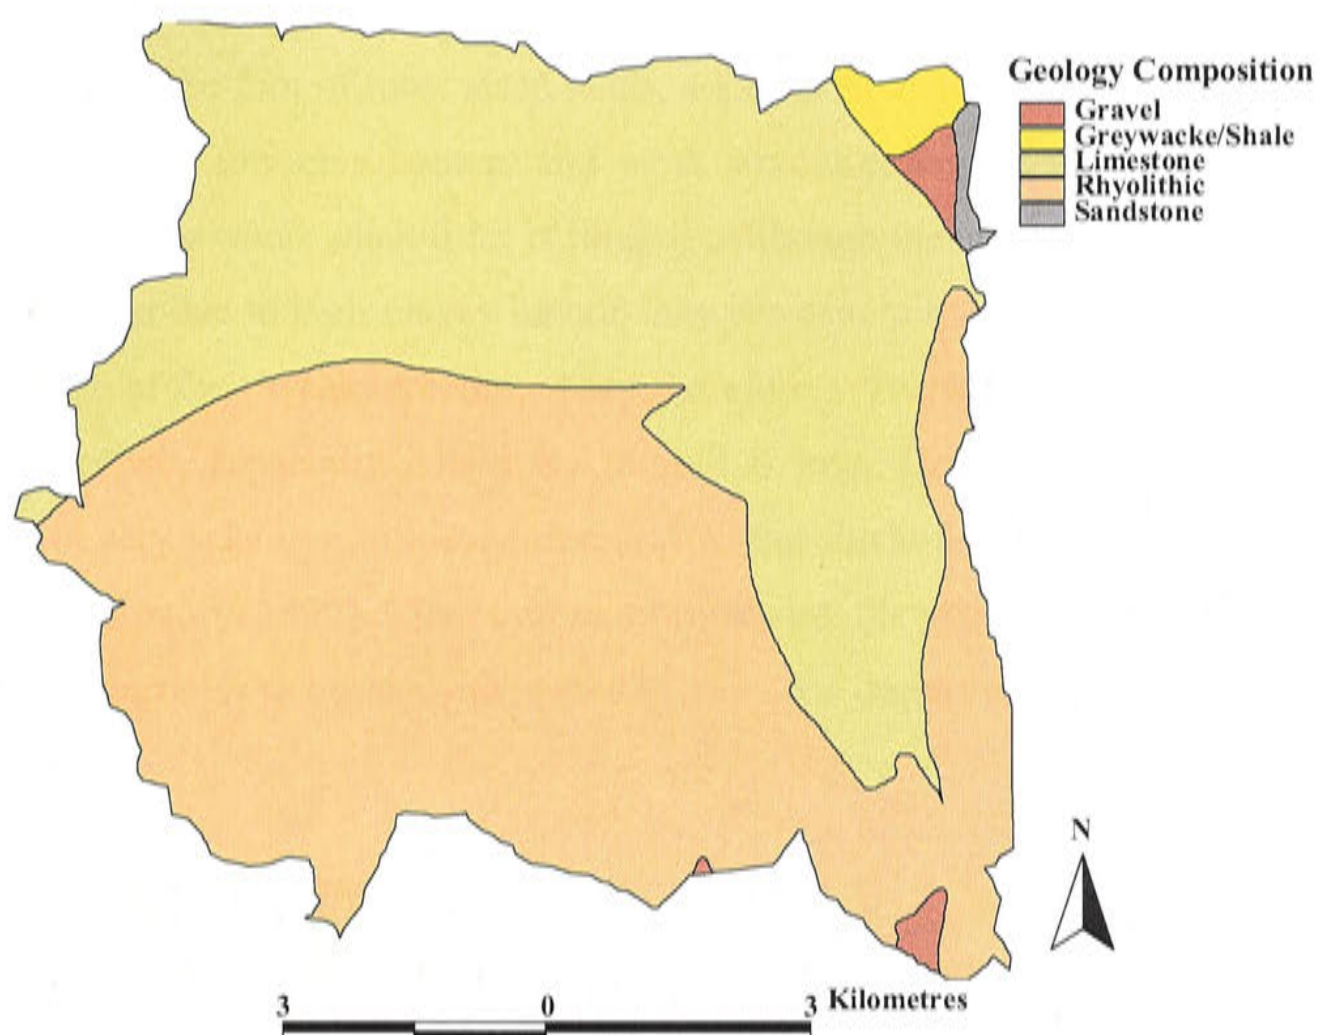 Geology Composition
Gravel
Greywacke/Shale
Limestone
Rhyolithic
Sandstone
N
3 0 3 Kilometres